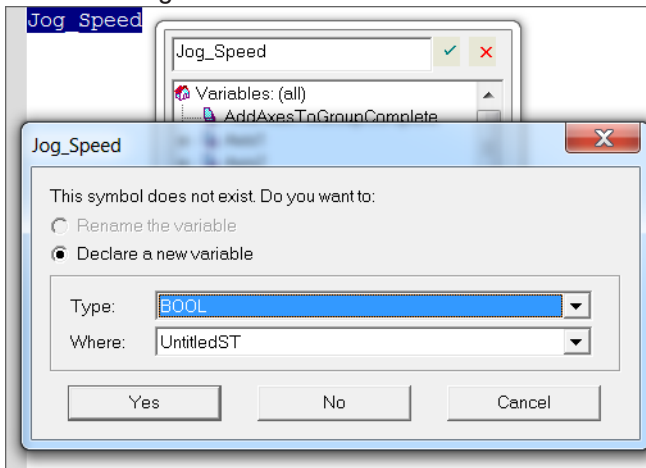 Jog_Speed
Jog_Speed
Variables: (all)
AddAxesToGroupComplete
Jog_Speed
This symbol does not exist. Do you want to:
Rename the variable
Declare a new variable
Type: BOOL
Where: UntitledST
Yes No Cancel